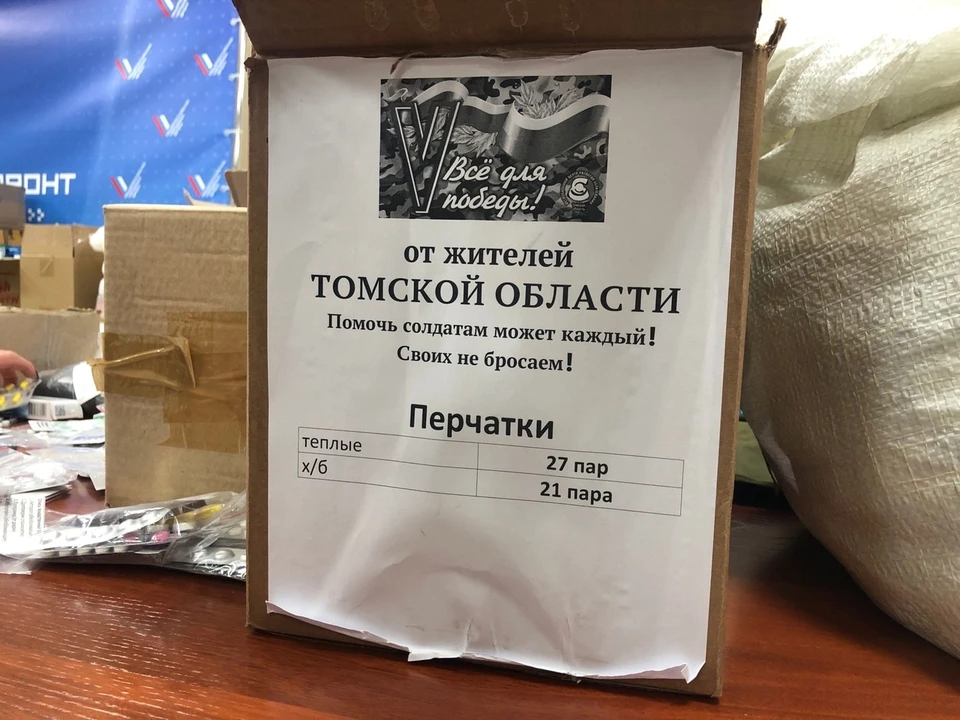 V
Всё для
победы!
от жителей
ТОМСКОЙ ОБЛАСТИ
Помочь солдатам может каждый!
Своих не бросаем!
Перчатки
теплые 27 пар
х/б 21 пара
РОНТ